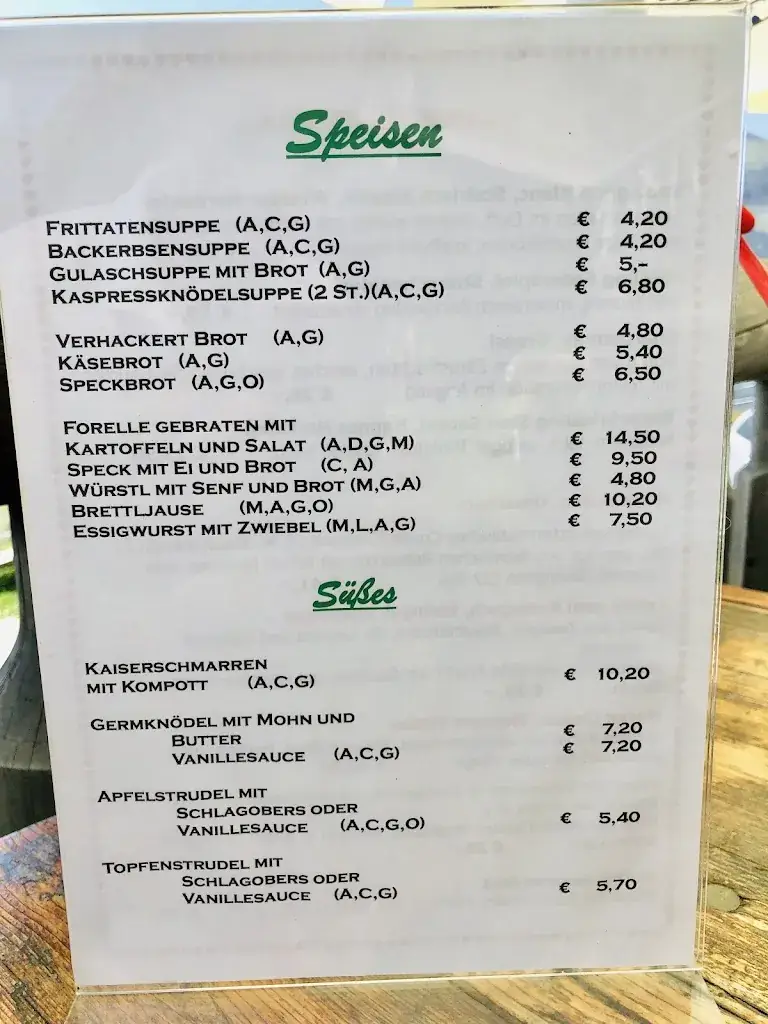 Speisen
FRITTATENSUPPE (A,C,G) € 4,20
BACKERBSENSUPPE (A,C,G) € 4,20
GULASCHSUPPE MIT BROT (A,G) € 5,-
KASPRESSKNÖDELSUPPE (2 ST.)(A,C,G) € 6,80
VERHACKERT BROT (A,G) € 4,80
KÄSEBROT (A,G) € 5,40
SPECKBROT (A,G,O) € 6,50
FORELLE GEBRATEN MIT
KARTOFFELN UND SALAT (A,D,G,M) € 14,50
SPECK MIT EI UND BROT (C, A) € 9,50
WÜRSTL MIT SENF UND BROT (M,G,A) € 4,80
BRETTLJAUSE (M,A,G,O) € 10,20
ESSIGWURST MIT ZWIEBEL (M,L,A,G) € 7,50
Süßes
KAISERSCHMARREN
MIT KOMPOTT (A,C,G) € 10,20
GERMKNÖDEL MIT MOHN UND
BUTTER € 7,20
VANILLESAUCE (A,C,G) € 7,20
APFELSTRUDEL MIT
SCHLAGOBERS ODER
VANILLESAUCE (A,C,G,O) € 5,40
TOPFENSTRUDEL MIT
SCHLAGOBERS ODER
VANILLESAUCE (A,C,G) € 5,70